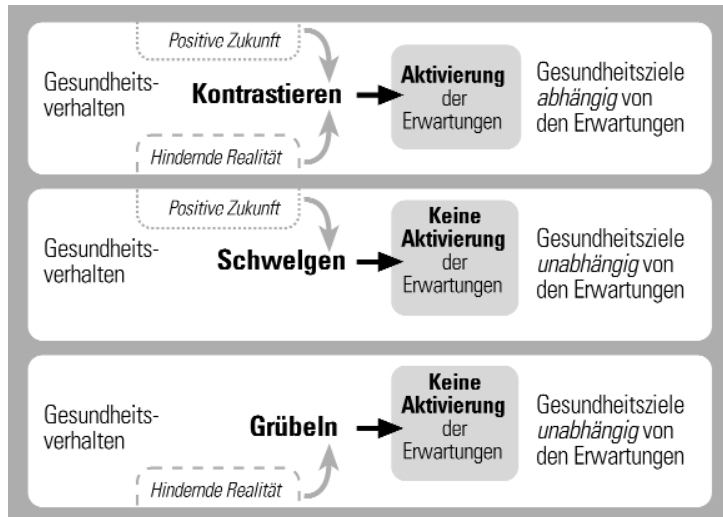 Positive Zukunft
Gesundheits-
verhalten
Kontrastieren
Hindernde Realität
Aktivierung
der
Erwartungen
Gesundheitsziele
abhängig von
den Erwartungen
Positive Zukunft
Gesundheits-
verhalten
Schwelgen
Keine
Aktivierung
der
Erwartungen
Gesundheitsziele
unabhängig von
den Erwartungen
Gesundheits-
verhalten
Grübeln
Hindernde Realität
Keine
Aktivierung
der
Erwartungen
Gesundheitsziele
unabhängig von
den Erwartungen